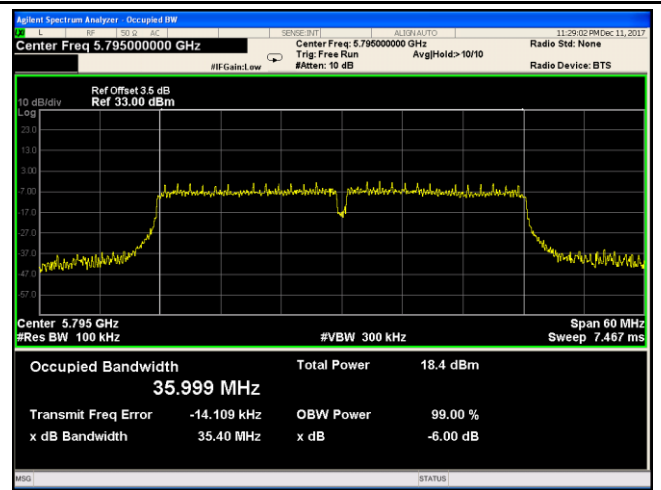 Agilent Spectrum Analyzer - Occupied BW
L RF 50 Ω AC SENSE:INT ALIGN AUTO 11:29:02 PM Dec 11, 2017
Center Freq 5.795000000 GHz Center Freq: 5.795000000 GHz Radio Std: None
Trig: Free Run Avg|Hold:>10/10
#IFGain:Low #Atten: 10 dB Radio Device: BTS
Ref Offset 3.5 dB
10 dB/div Ref 33.00 dBm
Log
23.0
13.0
3.00
-7.00
-17.0
-27.0
-37.0
-47.0
-57.0
Center 5.795 GHz Span 60 MHz
#Res BW 100 kHz #VBW 300 kHz Sweep 7.467 ms
Occupied Bandwidth Total Power 18.4 dBm
35.999 MHz
Transmit Freq Error -14.109 kHz OBW Power 99.00 %
x dB Bandwidth 35.40 MHz x dB -6.00 dB
MSG STATUS